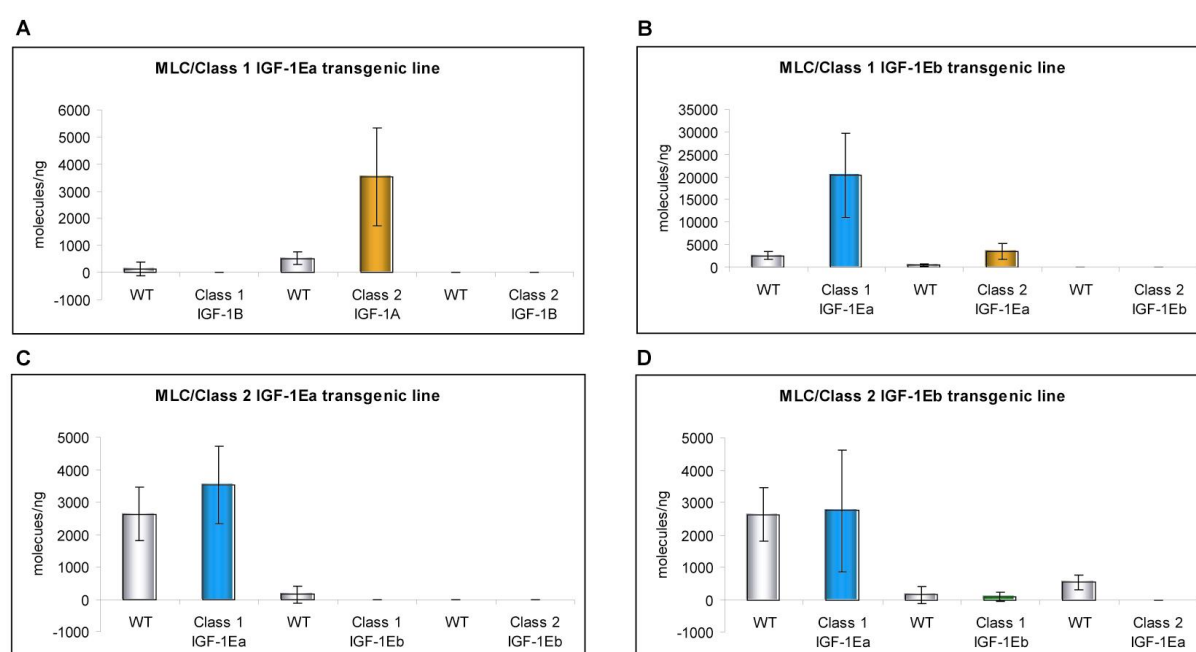 A
MLC/Class 1 IGF-1Ea transgenic line
molecules/ng
6000
5000
4000
3000
2000
1000
0
-1000
WT
Class 1
IGF-1B
WT
Class 2
IGF-1A
WT
Class 2
IGF-1B
B
MLC/Class 1 IGF-1Eb transgenic line
molecules/ng
35000
30000
25000
20000
15000
10000
5000
0
WT
Class 1
IGF-1Ea
WT
Class 2
IGF-1Ea
WT
Class 2
IGF-1Eb
C
MLC/Class 2 IGF-1Ea transgenic line
molecues/ng
5000
4000
3000
2000
1000
0
-1000
WT
Class 1
IGF-1Ea
WT
Class 1
IGF-1Eb
WT
Class 2
IGF-1Eb
D
MLC/Class 2 IGF-1Eb transgenic line
molecules/ng
5000
4000
3000
2000
1000
0
-1000
WT
Class 1
IGF-1Ea
WT
Class 1
IGF-1Eb
WT
Class 2
IGF-1Ea